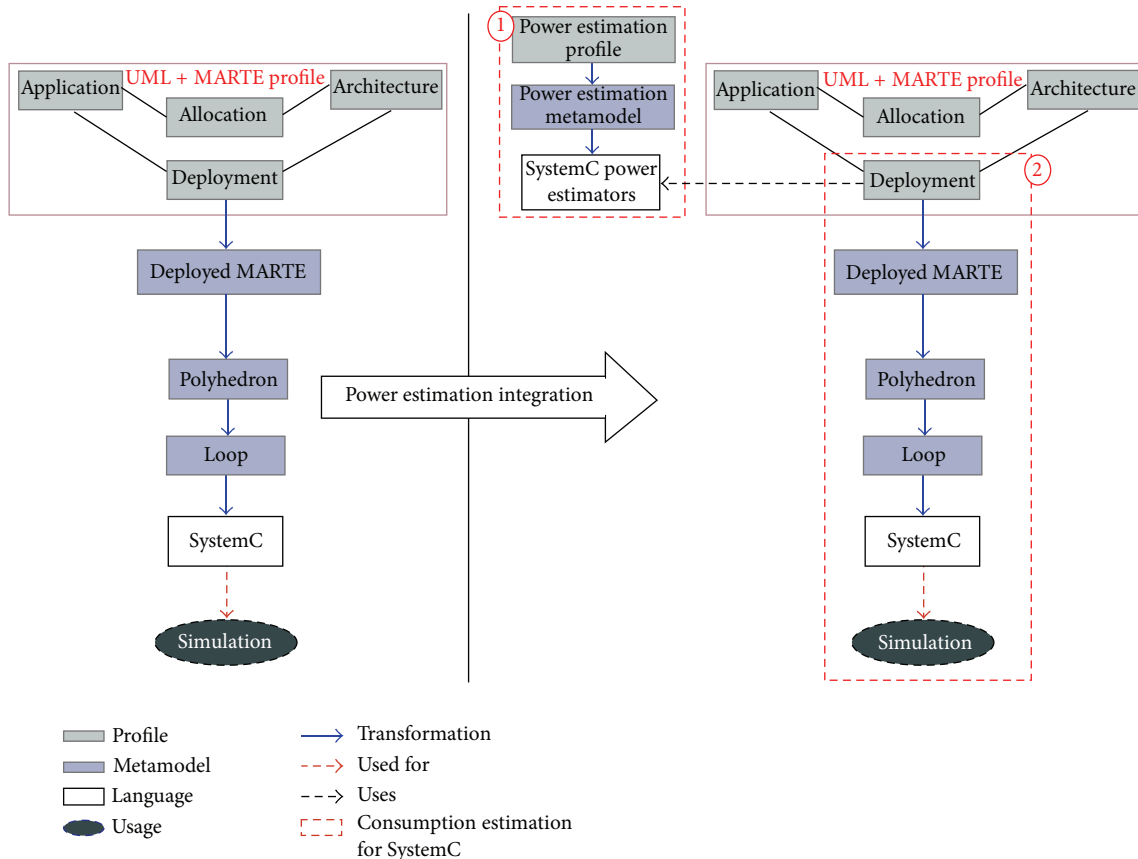 UML + MARTE profile
Application
Architecture
Allocation
Deployment
Deployed MARTE
Polyhedron
Loop
SystemC
Simulation
Power estimation integration
1
Power estimation
profile
Power estimation
metamodel
SystemC power
estimators
UML + MARTE profile
Application
Architecture
Allocation
2
Deployment
Deployed MARTE
Polyhedron
Loop
SystemC
Simulation
Profile
Metamodel
Language
Usage
Transformation
Used for
Uses
Consumption estimation
for SystemC